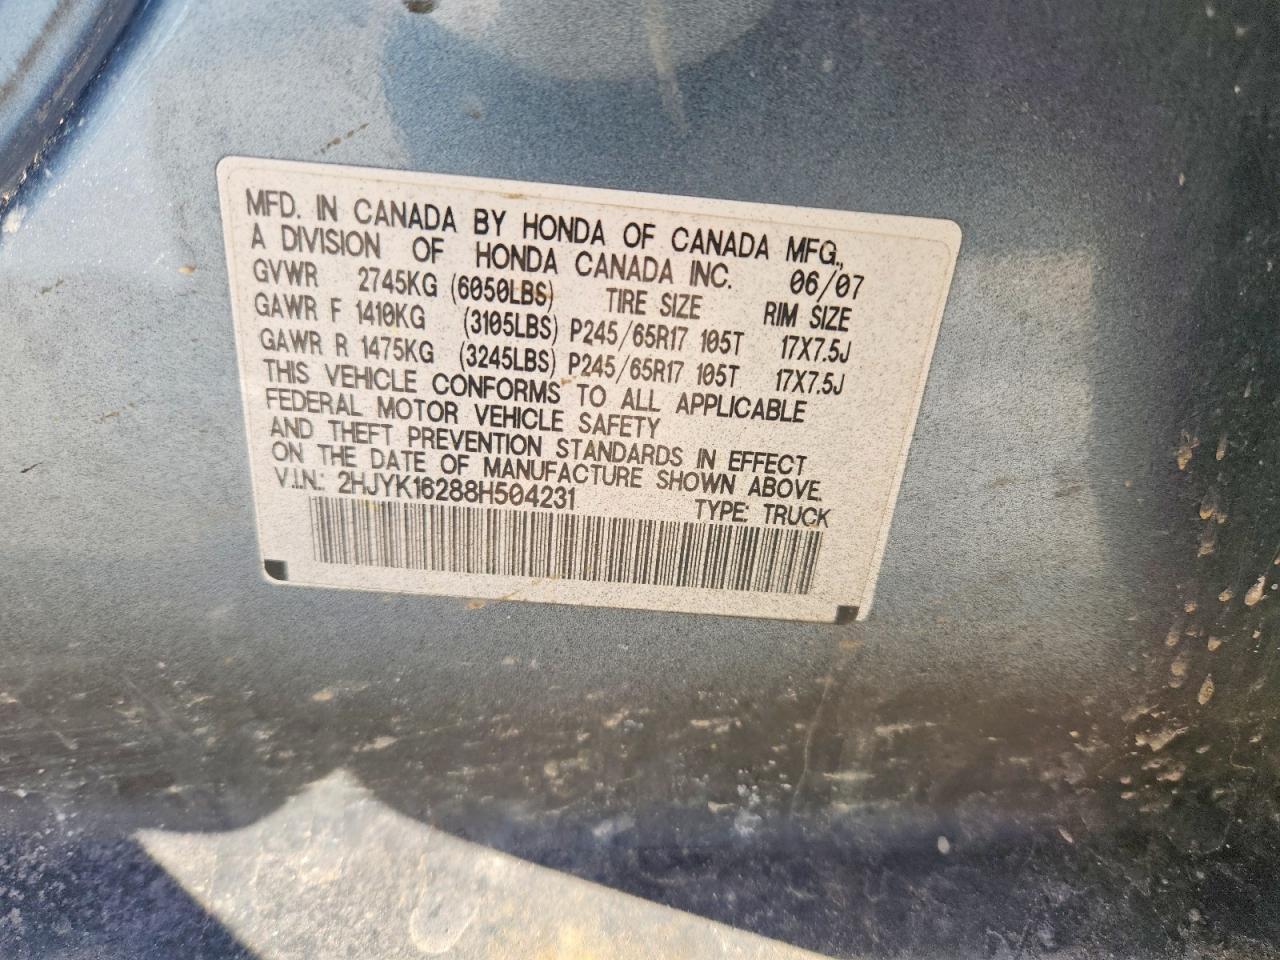 MFD. IN CANADA BY HONDA OF CANADA MFG.,
A DIVISION OF HONDA CANADA INC. 06/07
GVWR 2745KG (6050LBS) TIRE SIZE RIM SIZE
GAWR F 1410KG (3105LBS) P245/65R17 105T 17X7.5J
GAWR R 1475KG (3245LBS) P245/65R17 105T 17X7.5J
THIS VEHICLE CONFORMS TO ALL APPLICABLE
FEDERAL MOTOR VEHICLE SAFETY
AND THEFT PREVENTION STANDARDS IN EFFECT
ON THE DATE OF MANUFACTURE SHOWN ABOVE.
V.I.N.: 2HJYK16288H504231 TYPE: TRUCK